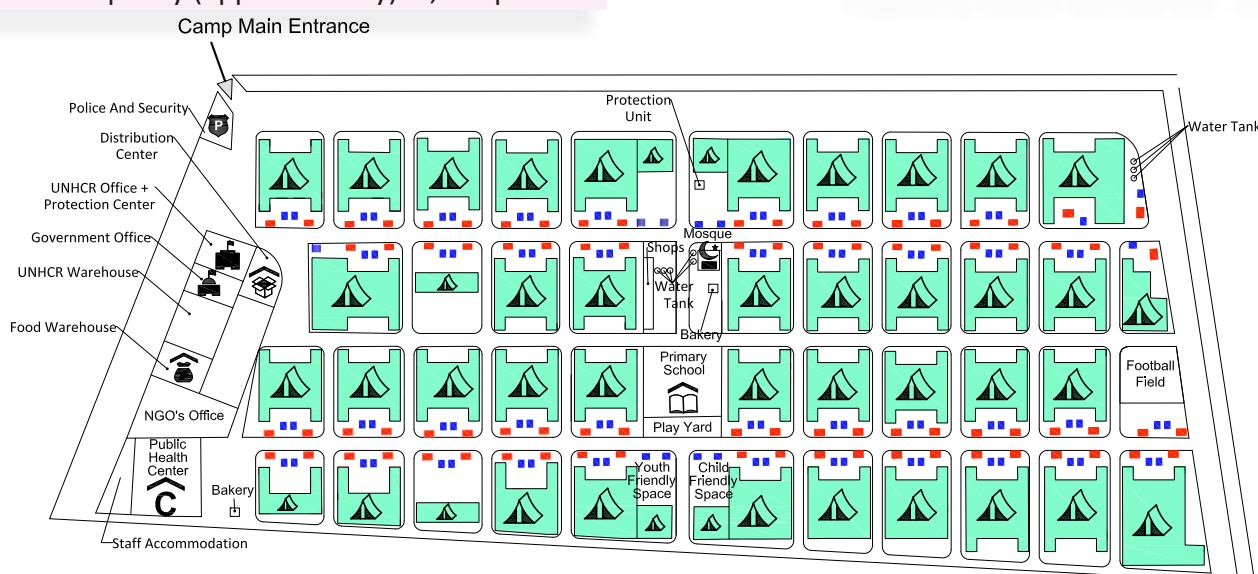 Camp Main Entrance
Police And Security
P
Distribution
Center
UNHCR Office +
Protection Center
Government Office
UNHCR Warehouse
Food Warehouse
NGO's Office
Public
Health
Center
C
Bakery
Staff Accommodation
Protection
Unit
Water Tank
Mosque
Shops
Water
Tank
Bakery
Primary
School
Play Yard
Football
Field
Youth
Friendly
Space
Child
Friendly
Space